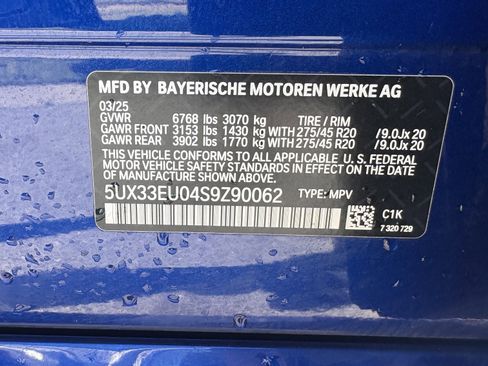 MFD BY BAYERISCHE MOTOREN WERKE AG
03/25
GVWR 6768 lbs 3070 kg TIRE / RIM
GAWR FRONT 3153 lbs 1430 kg WITH 275/45 R20 /9.0Jx 20
GAWR REAR 3902 lbs 1770 kg WITH 275/45 R20 /9.0Jx 20
THIS VEHICLE CONFORMS TO ALL APPLICABLE U. S. FEDERAL
MOTOR VEHICLE SAFETY STANDARDS IN EFFECT ON THE DATE
OF MANUFACTURE SHOWN ABOVE.
5UX33EU04S9Z90062 TYPE: MPV
C1K
7 320 729